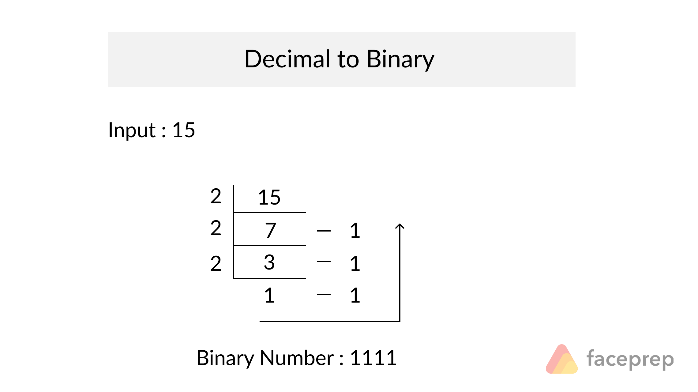 Decimal to Binary
Input : 15
2 15
2 7 – 1
2 3 – 1
1 – 1
Binary Number : 1111
faceprep